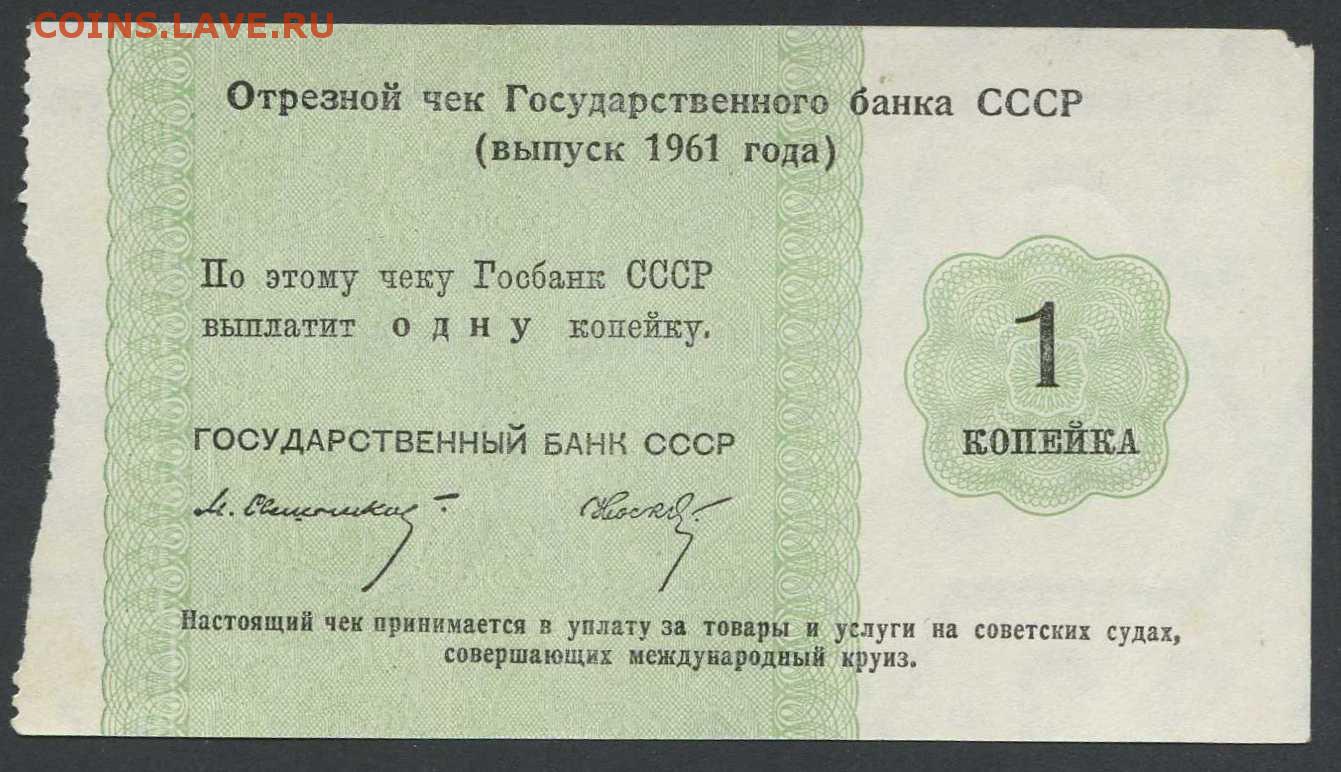 COINS.LAVE.RU
Отрезной чек Государственного банка СССР
(выпуск 1961 года)
По этому чеку Госбанк СССР
выплатит одну копейку.
1
КОПЕЙКА
ГОСУДАРСТВЕННЫЙ БАНК СССР
Настоящий чек принимается в уплату за товары и услуги на советских судах,
совершающих международный круиз.